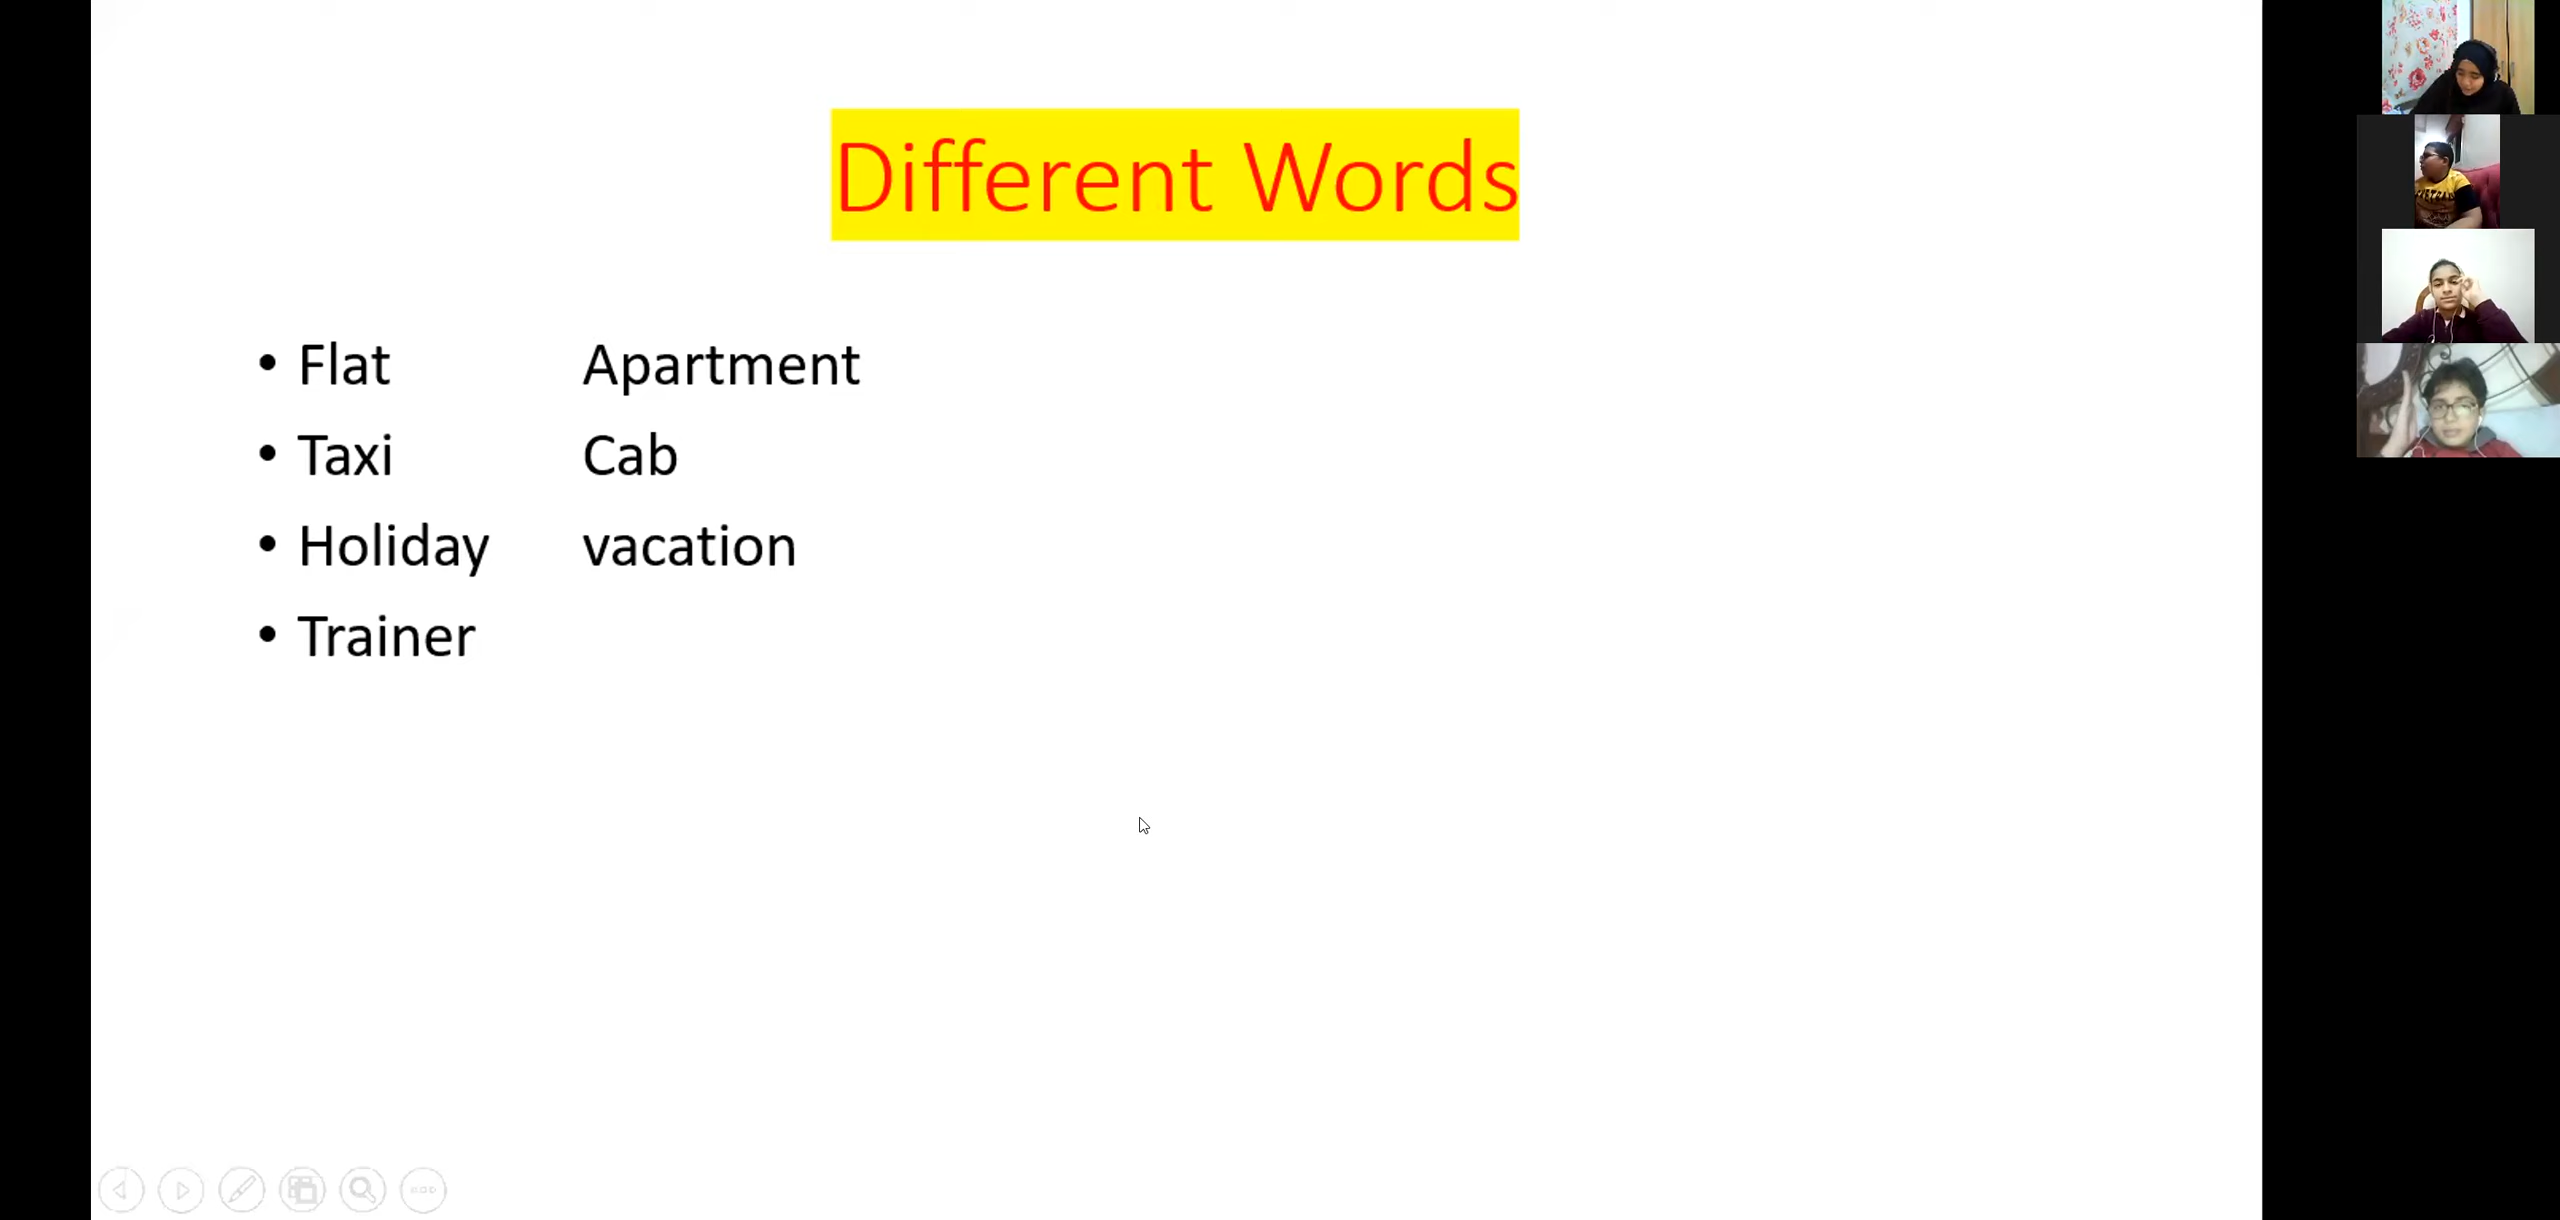 Different Words
• Flat Apartment
• Taxi Cab
• Holiday vacation
• Trainer